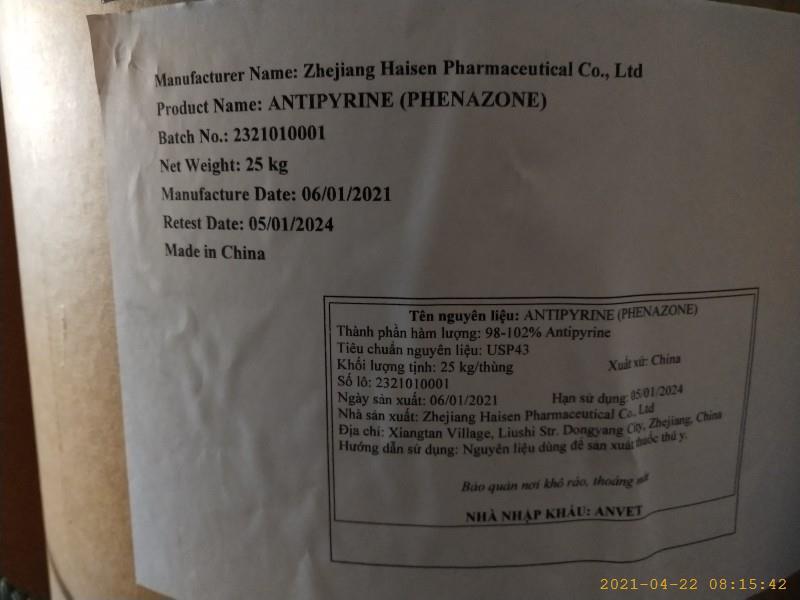 Manufacturer Name: Zhejiang Haisen Pharmaceutical Co., Ltd
Product Name: ANTIPYRINE (PHENAZONE)
Batch No.: 2321010001
Net Weight: 25 kg
Manufacture Date: 06/01/2021
Retest Date: 05/01/2024
Made in China
Tên nguyên liệu: ANTIPYRINE (PHENAZONE)
Thành phần hàm lượng: 98-102% Antipyrine
Tiêu chuẩn nguyên liệu: USP43
Khối lượng tịnh: 25 kg/thùng Xuất xứ: China
Số lô: 2321010001
Ngày sản xuất: 06/01/2021 Hạn sử dụng: 05/01/2024
Nhà sản xuất: Zhejiang Haisen Pharmaceutical Co., Ltd
Địa chỉ: Xiangtan Village, Liushi Str. Dongyang City, Zhejiang, China
Hướng dẫn sử dụng: Nguyên liệu dùng để sản xuất thuốc thú y.
Bảo quản nơi khô ráo, thoáng mát
NHÀ NHẬP KHẨU: ANVET
2021-04-22 08:15:42